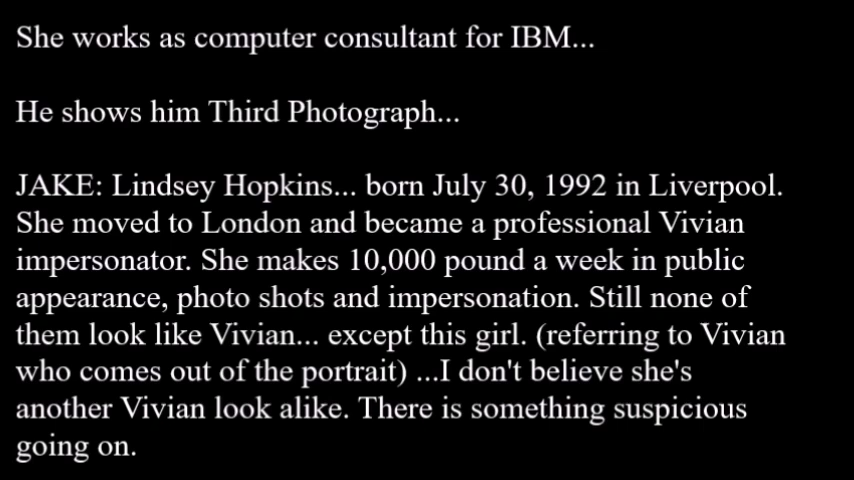 She works as computer consultant for IBM...
He shows him Third Photograph...
JAKE: Lindsey Hopkins... born July 30, 1992 in Liverpool.
She moved to London and became a professional Vivian
impersonator. She makes 10,000 pound a week in public
appearance, photo shots and impersonation. Still none of
them look like Vivian... except this girl. (referring to Vivian
who comes out of the portrait) ...I don't believe she's
another Vivian look alike. There is something suspicious
going on.